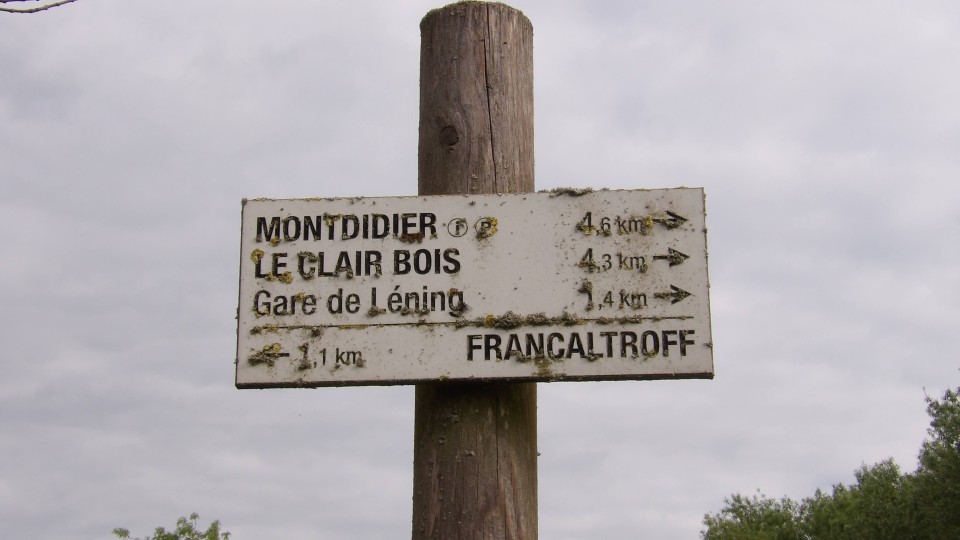 MONTDIDIER i P 4,6 km →
LE CLAIR BOIS 4,3 km →
Gare de Léning 1,4 km →
← 1,1 km FRANCALTROFF